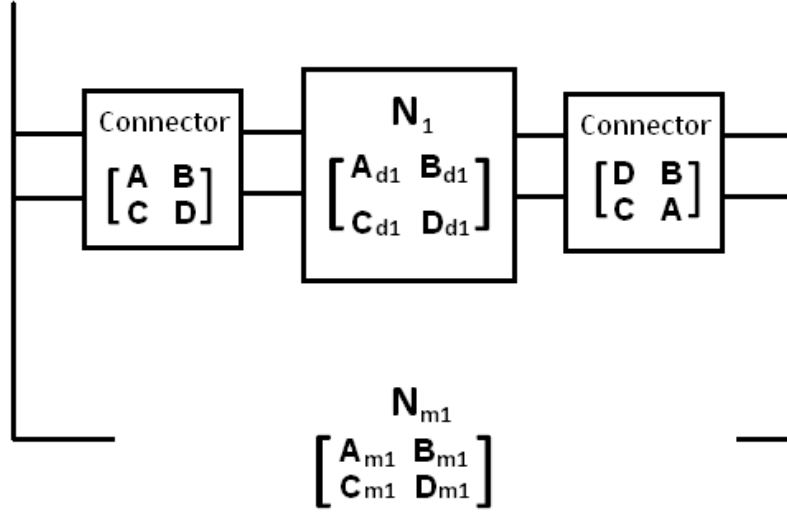 Connector
A B
C D
N1
Ad1 Bd1
Cd1 Dd1
Connector
D B
C A
Nm1
Am1 Bm1
Cm1 Dm1